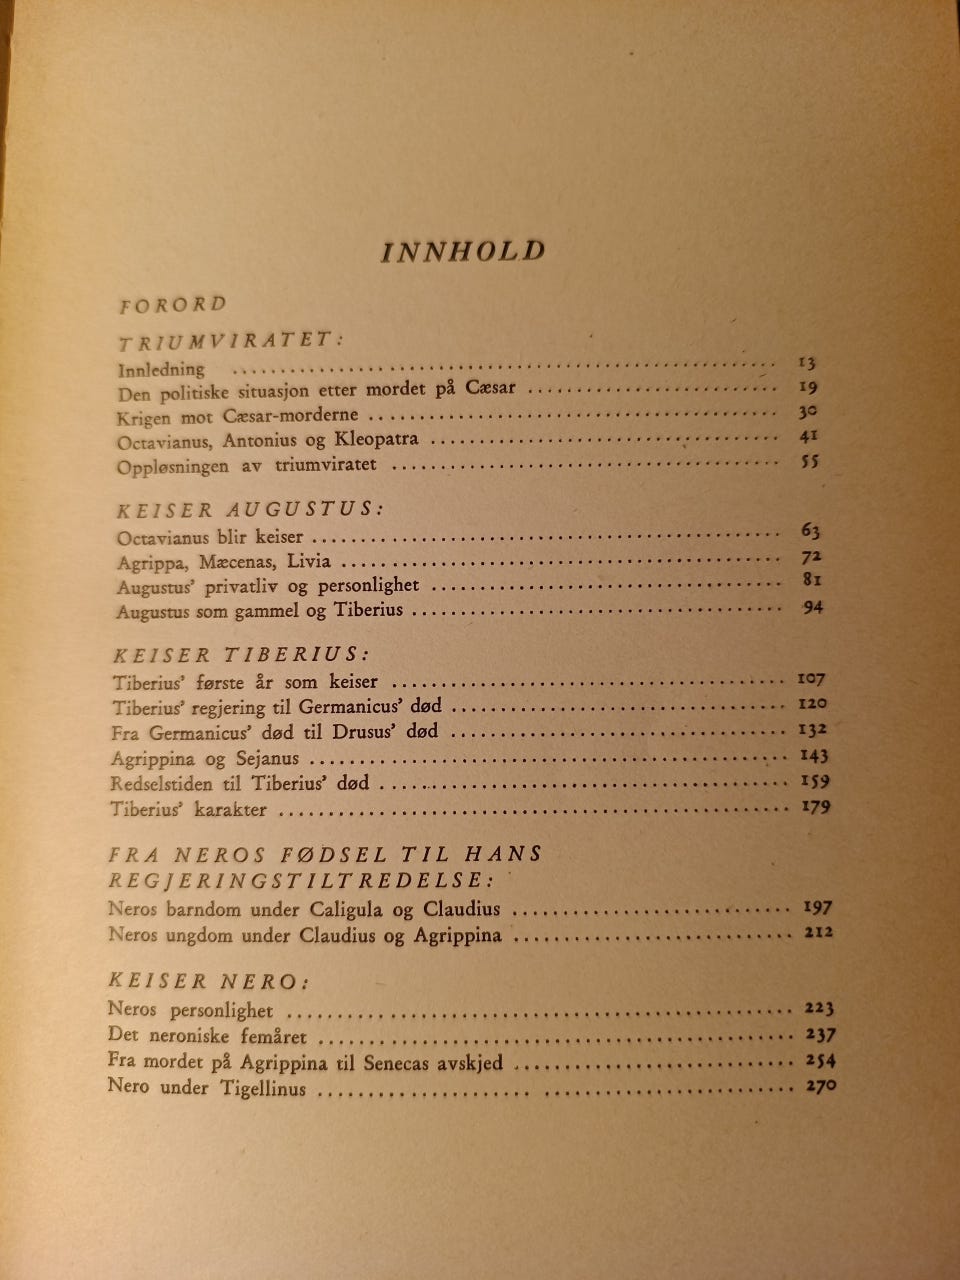 INNHOLD
FORORD
TRIUMVIRATET:
Innledning ........................................ 13
Den politiske situasjon etter mordet på Cæsar ........................................ 19
Krigen mot Cæsar-morderne ........................................ 30
Octavianus, Antonius og Kleopatra ........................................ 41
Oppløsningen av triumviratet ........................................ 55
KEISER AUGUSTUS:
Octavianus blir keiser ........................................ 63
Agrippa, Mæcenas, Livia ........................................ 72
Augustus' privatliv og personlighet ........................................ 81
Augustus som gammel og Tiberius ........................................ 94
KEISER TIBERIUS:
Tiberius' første år som keiser ........................................ 107
Tiberius' regjering til Germanicus' død ........................................ 120
Fra Germanicus' død til Drusus' død ........................................ 132
Agrippina og Sejanus ........................................ 143
Redselstiden til Tiberius' død ........................................ 159
Tiberius' karakter ........................................ 179
FRA NEROS FØDSEL TIL HANS
REGJERINGSTILTREDELSE:
Neros barndom under Caligula og Claudius ........................................ 197
Neros ungdom under Claudius og Agrippina ........................................ 212
KEISER NERO:
Neros personlighet ........................................ 223
Det neroniske femåret ........................................ 237
Fra mordet på Agrippina til Senecas avskjed ........................................ 254
Nero under Tigellinus ........................................ 270